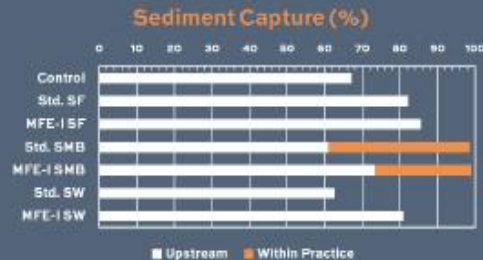 Sediment Capture (%)
0 10 20 30 40 50 60 70 80 90 100
Control
Std. SF
MFE-I SF
Std. SMB
MFE-I SMB
Std. SW
MFE-I SW
Upstream Within Practice